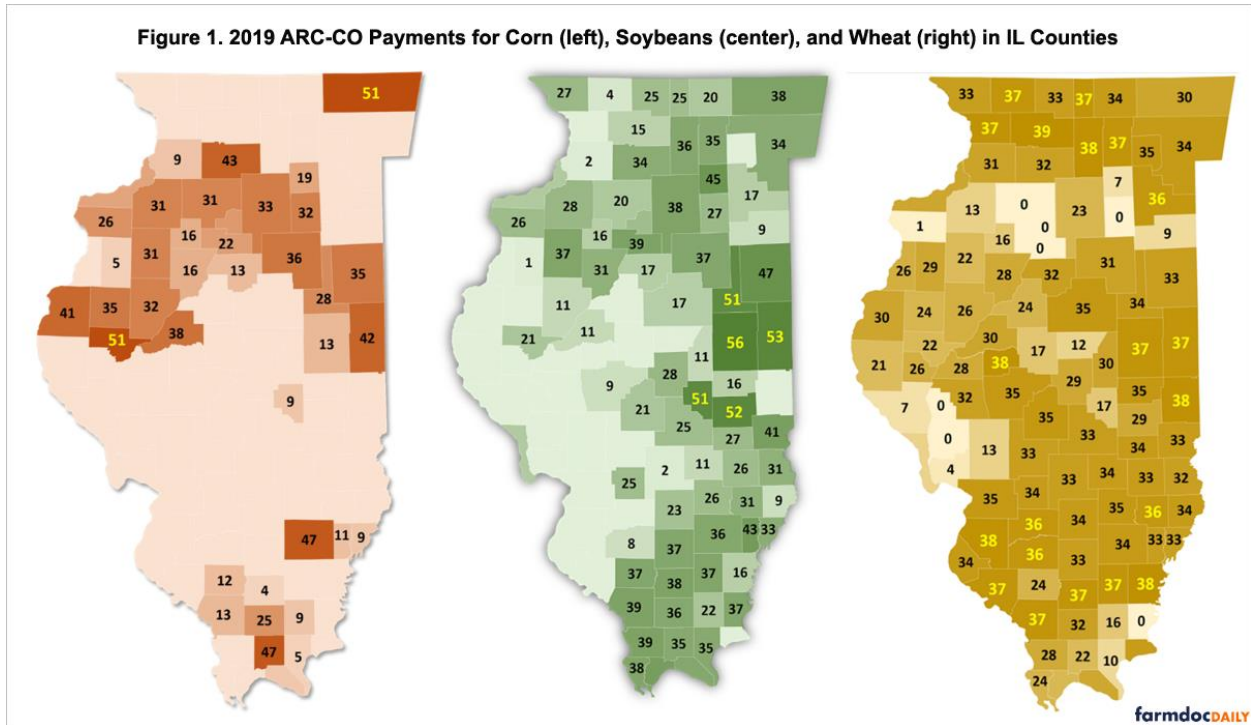 Figure 1. 2019 ARC-CO Payments for Corn (left), Soybeans (center), and Wheat (right) in IL Counties
51
9 43
19
31 31 33 32
26
16 22
5 31 36
16 13 35
28
41 35 32
51 38 13 42
9
47 11 9
12 4
13 25 9
47 5
27 4 25 25 20 38
15 36 35 34
2 34
45
28 20 38 27 17
26
16 39 9
1 37 37
31 17 47
11 17 51
21 11 56 53
11
28 16
9 51
21 52
25 27 41
2 11 26 31
25
23 26 31 9
8 37 36 43 33
37 38 37 16
39 36 22 37
39 35 35
38
33 37 33 37 34 30
37 39 38 37 35 34
31 32
7
13 0 23 36
1 0 0
16 0 9
26 29 22 28 32 31 33
24 26 24 35 34
30
22 30 12
21 26 28 38 17 30 37 37
29
7 0 32 35 17 35 38
35 29
0 13 33 33 34 33
4
35 34 33 34 33 32
36 34 35 36 34
38 36 33 34 33 33
34
37 24 37 37 38
37 32 16 0
28 22 10
24
farmdocDAILY